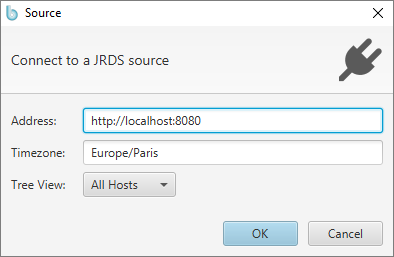 Source
Connect to a JRDS source
Address: http://localhost:8080
Timezone: Europe/Paris
Tree View: All Hosts
OK Cancel